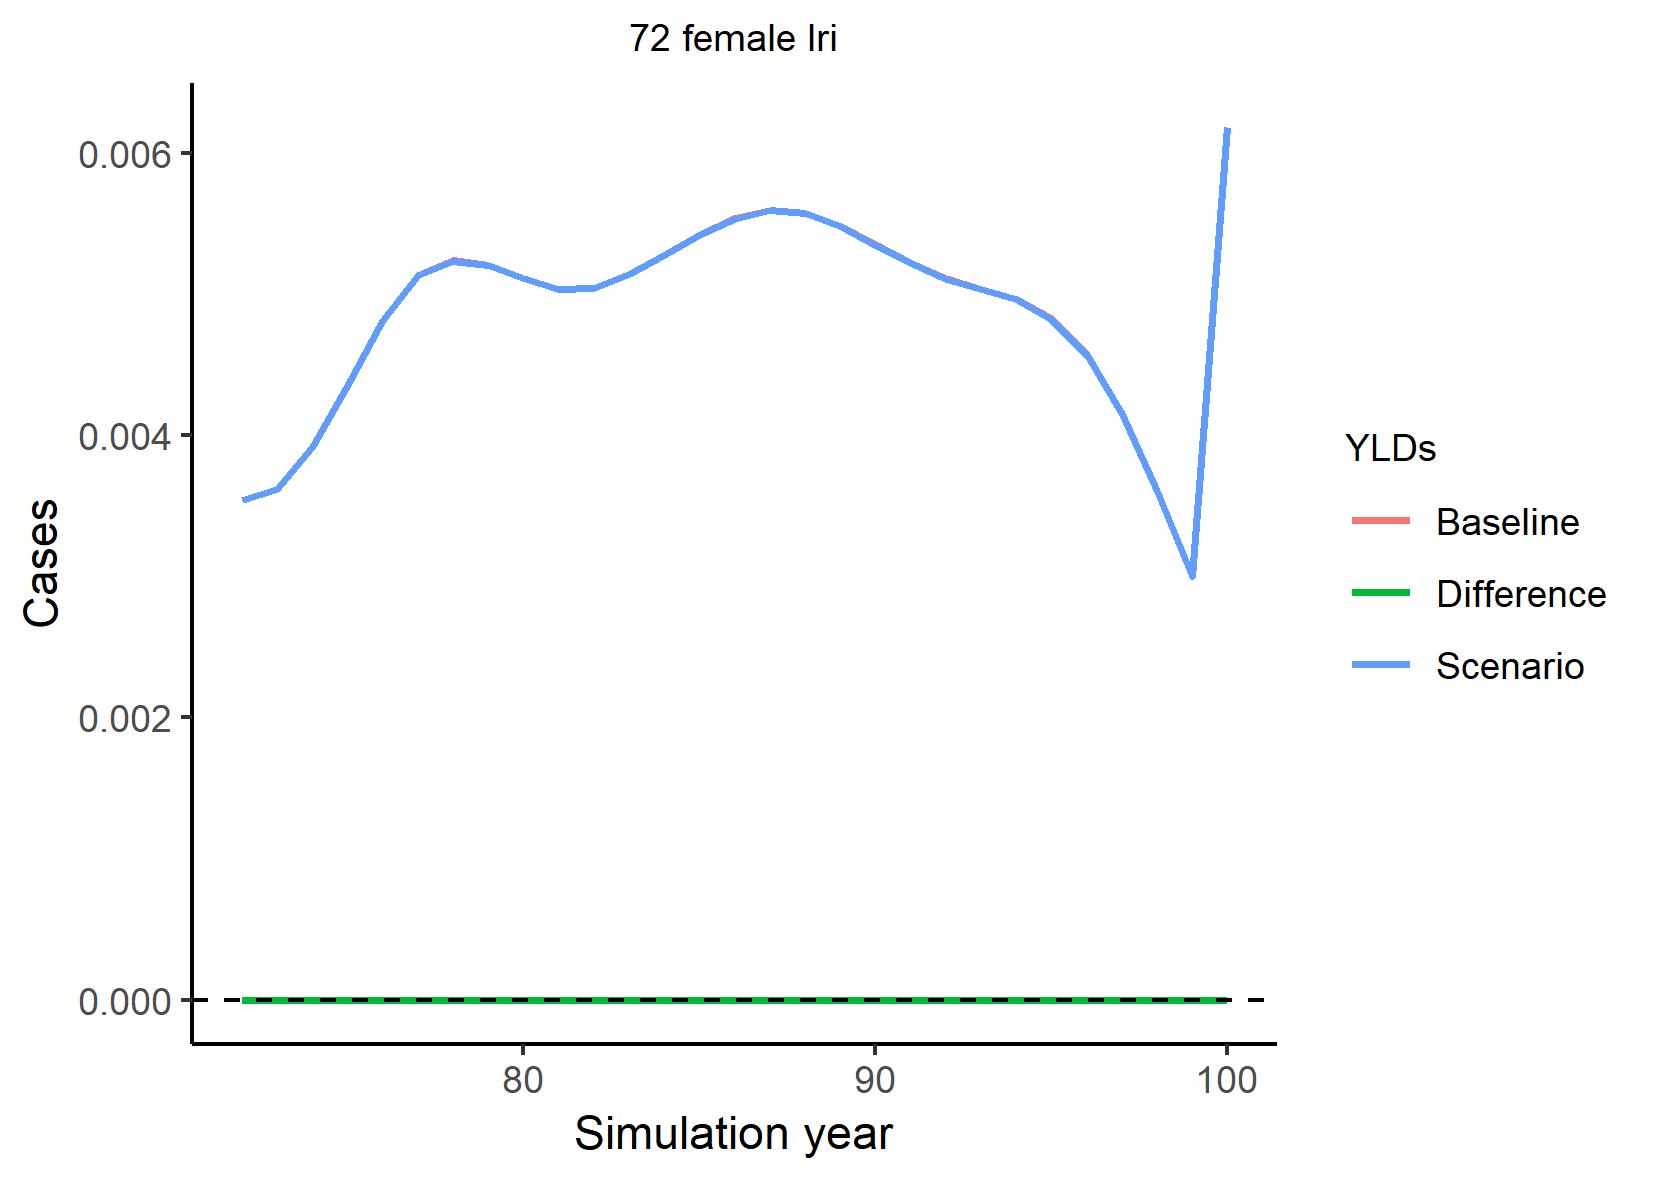 72 female lri
0.006
0.004
0.002
0.000
Cases
80 90 100
Simulation year
YLDs
Baseline
Difference
Scenario